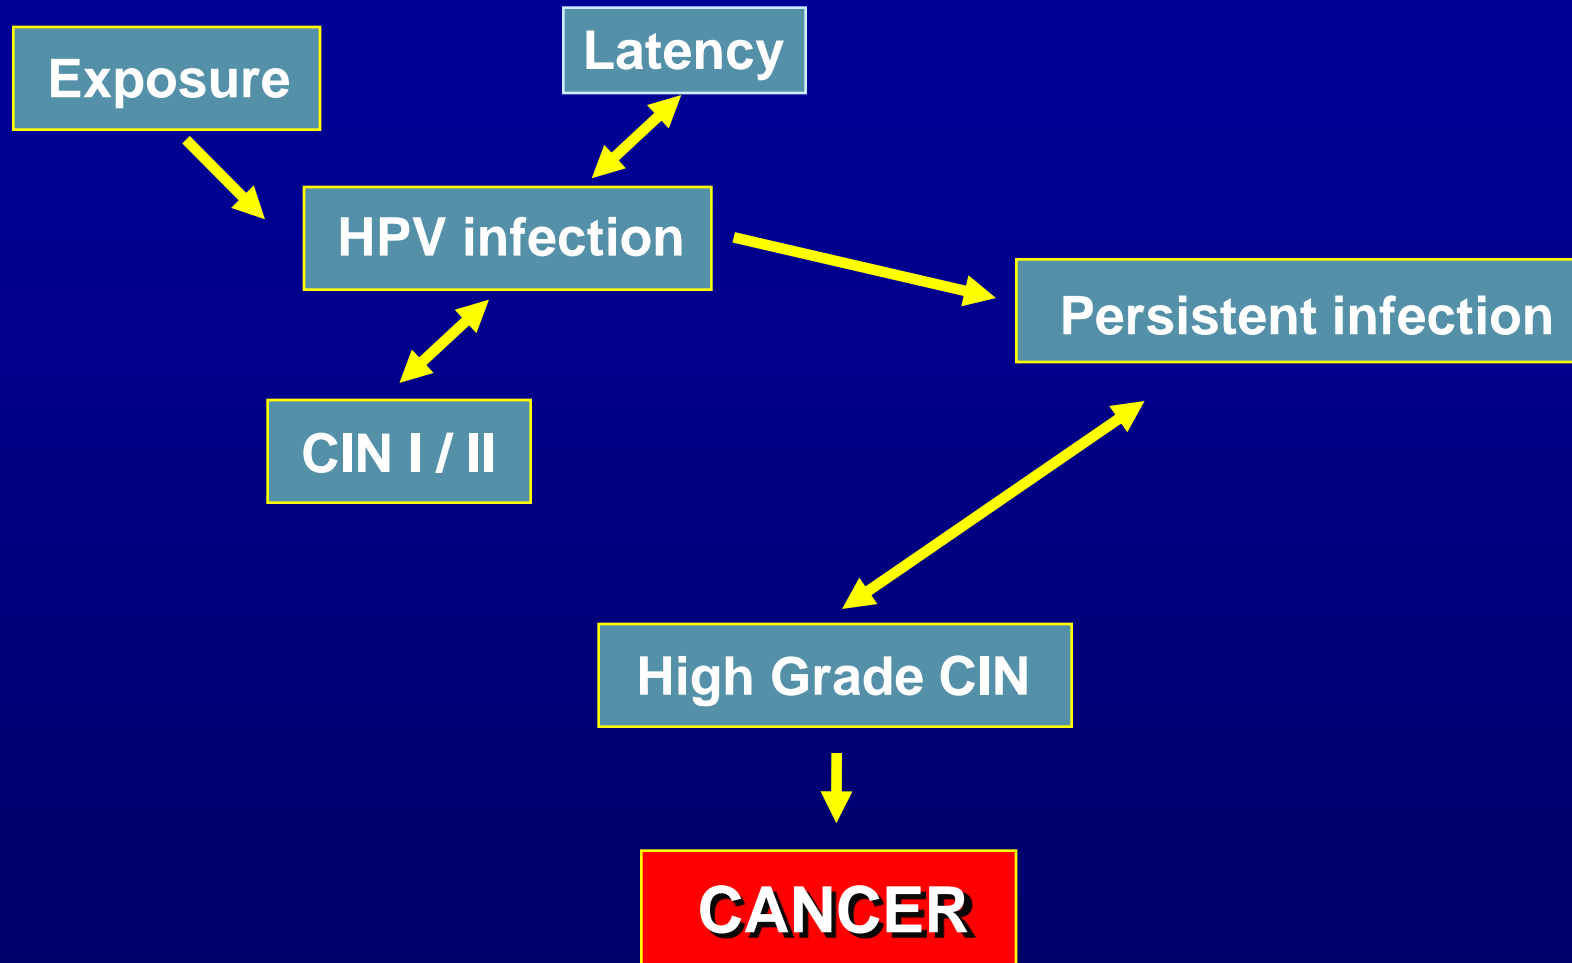 Exposure
Latency
HPV infection
Persistent infection
CIN I / II
High Grade CIN
CANCER